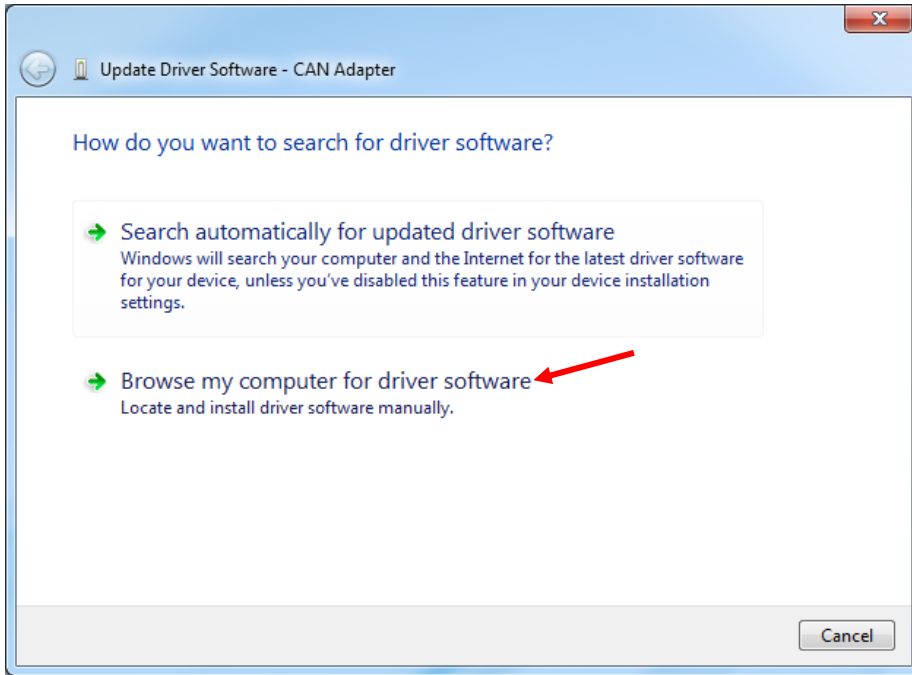 Update Driver Software - CAN Adapter
How do you want to search for driver software?
Search automatically for updated driver software
Windows will search your computer and the Internet for the latest driver software
for your device, unless you've disabled this feature in your device installation
settings.
Browse my computer for driver software
Locate and install driver software manually.
Cancel